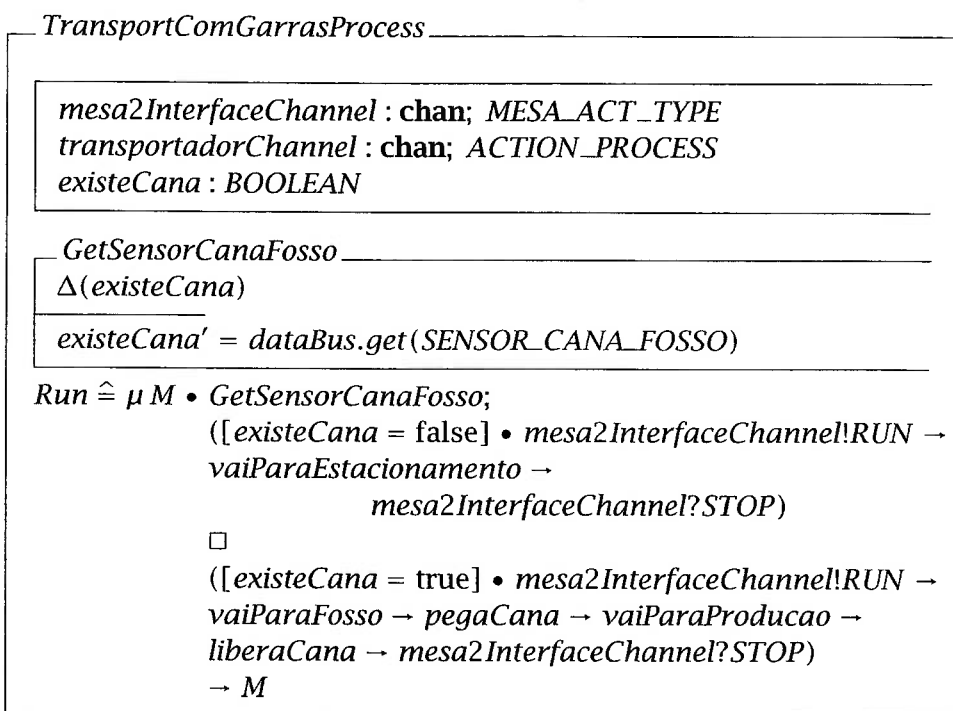 TransportComGarrasProcess
mesa2InterfaceChannel : chan; MESA_ACT_TYPE
transportadorChannel : chan; ACTION_PROCESS
existeCana : BOOLEAN
GetSensorCanaFosso
Δ(existeCana)
existeCana′ = dataBus.get(SENSOR_CANA_FOSSO)
Run ≙ μ M • GetSensorCanaFosso;
([existeCana = false] • mesa2InterfaceChannel!RUN →
vaiParaEstacionamento →
mesa2InterfaceChannel?STOP)
□
([existeCana = true] • mesa2InterfaceChannel!RUN →
vaiParaFosso → pegaCana → vaiParaProducao →
liberaCana → mesa2InterfaceChannel?STOP)
→ M